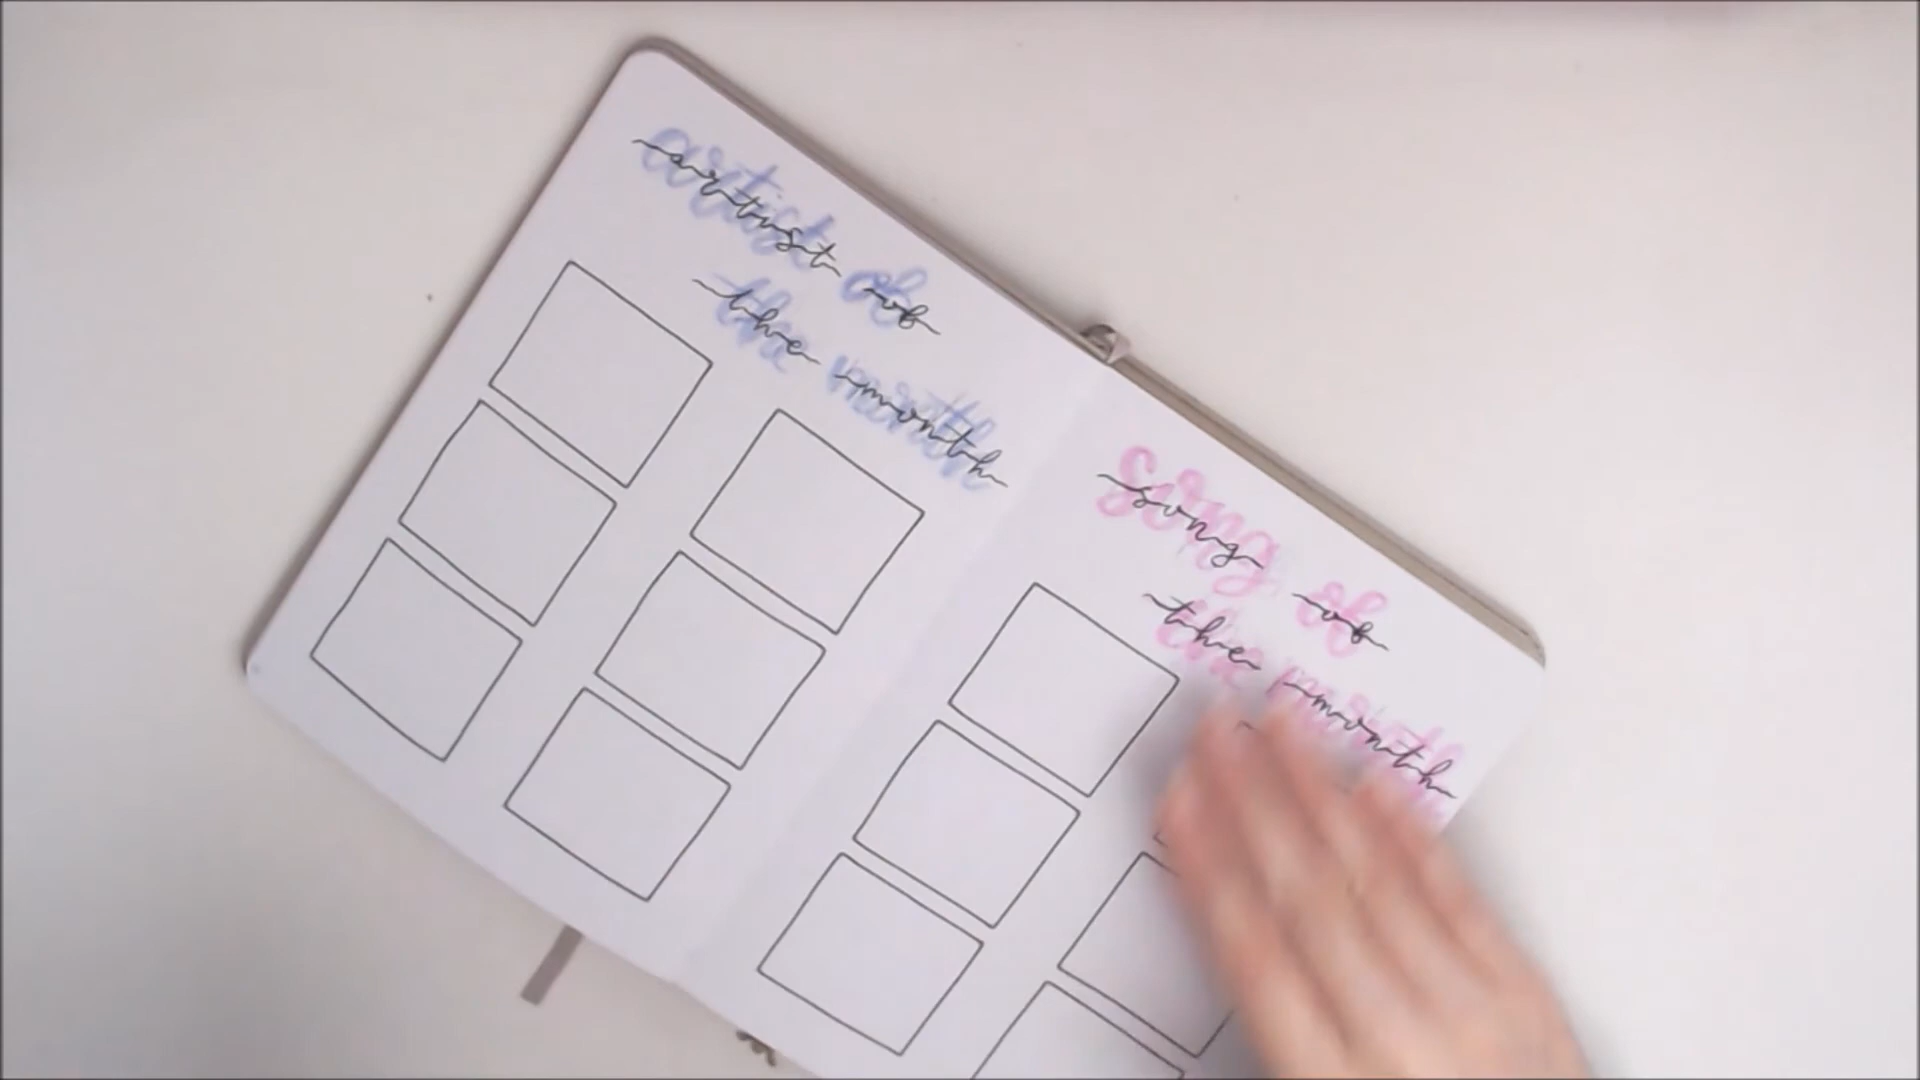 artist of
the month
song of
the month